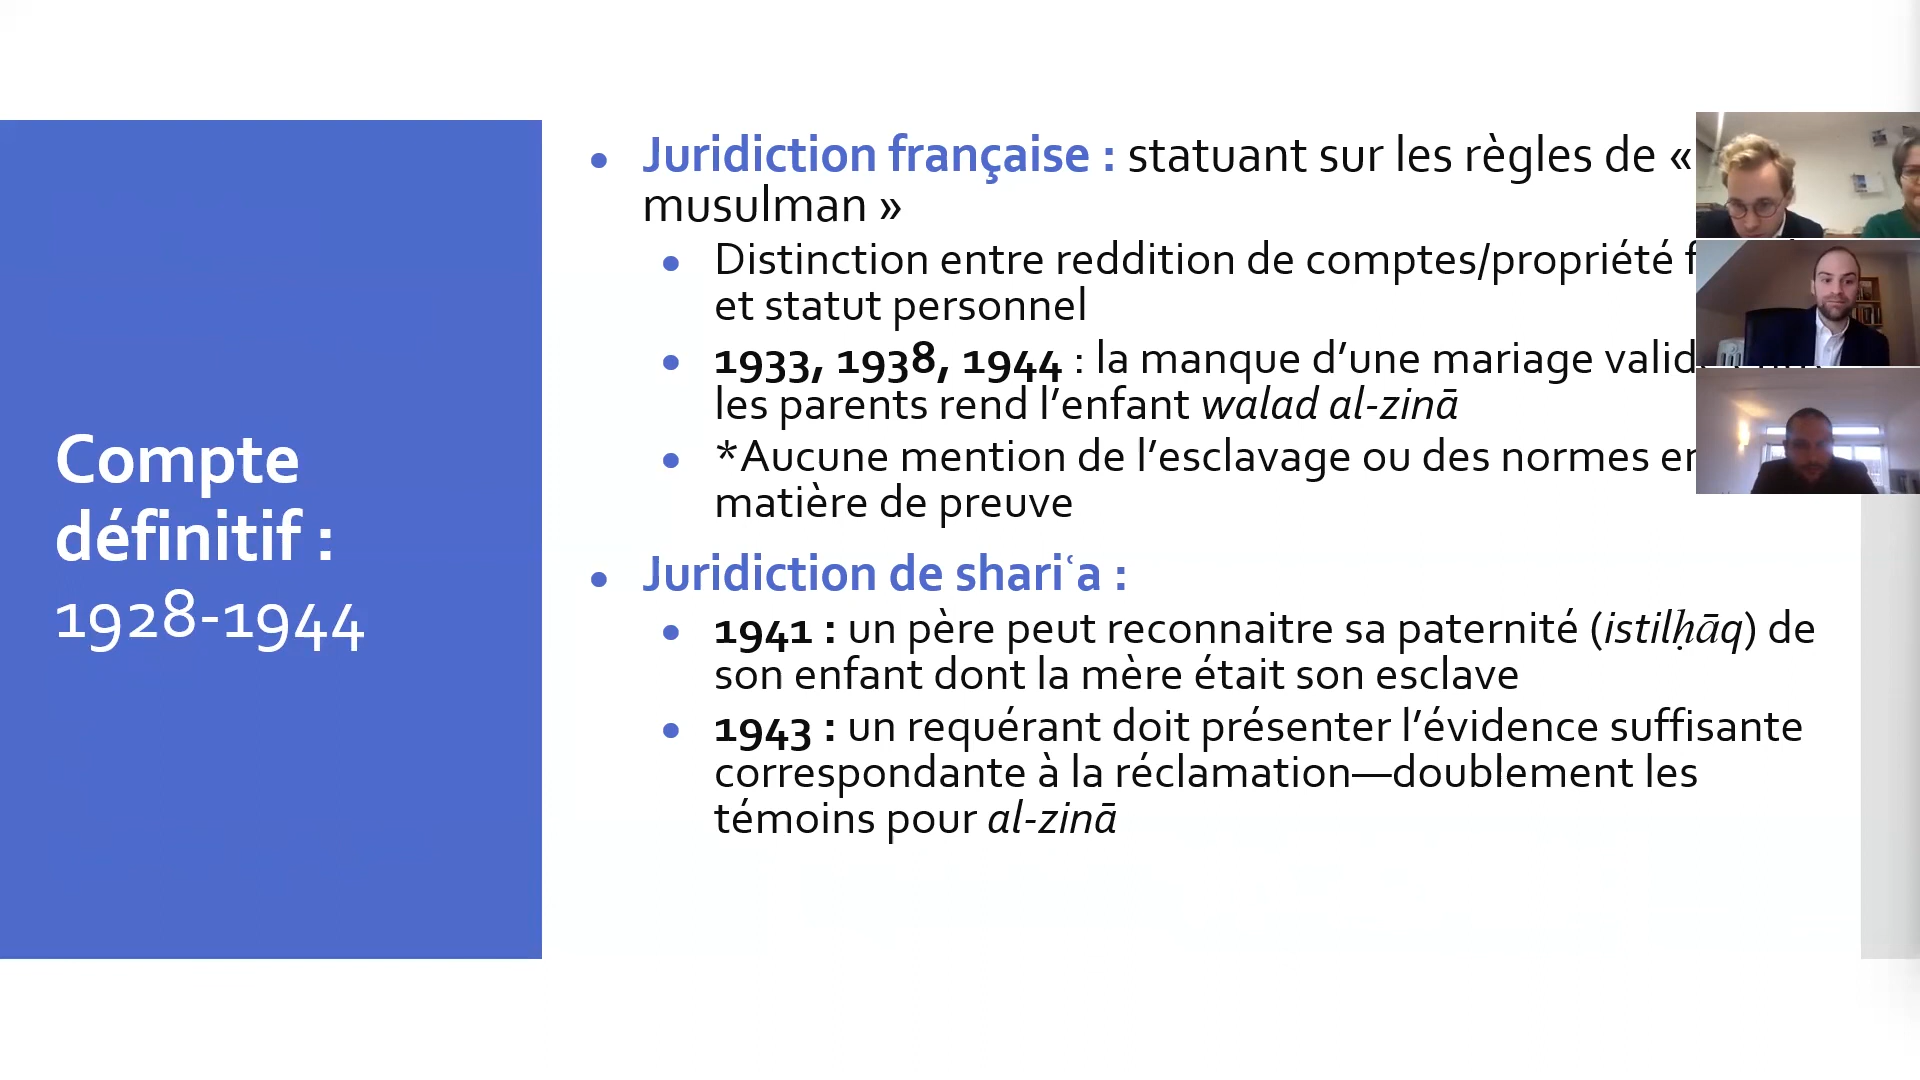 Compte
définitif :
1928-1944
Juridiction française : statuant sur les règles de «
musulman »
Distinction entre reddition de comptes/propriété
et statut personnel
1933, 1938, 1944 : la manque d’une mariage
les parents rend l’enfant walad al-zinā
*Aucune mention de l’esclavage ou des normes en
matière de preuve
Juridiction de shariʿa :
1941 : un père peut reconnaitre sa paternité (istilḥāq) de
son enfant dont la mère était son esclave
1943 : un requérant doit présenter l’évidence suffisante
correspondante à la réclamation—doublement les
témoins pour al-zinā